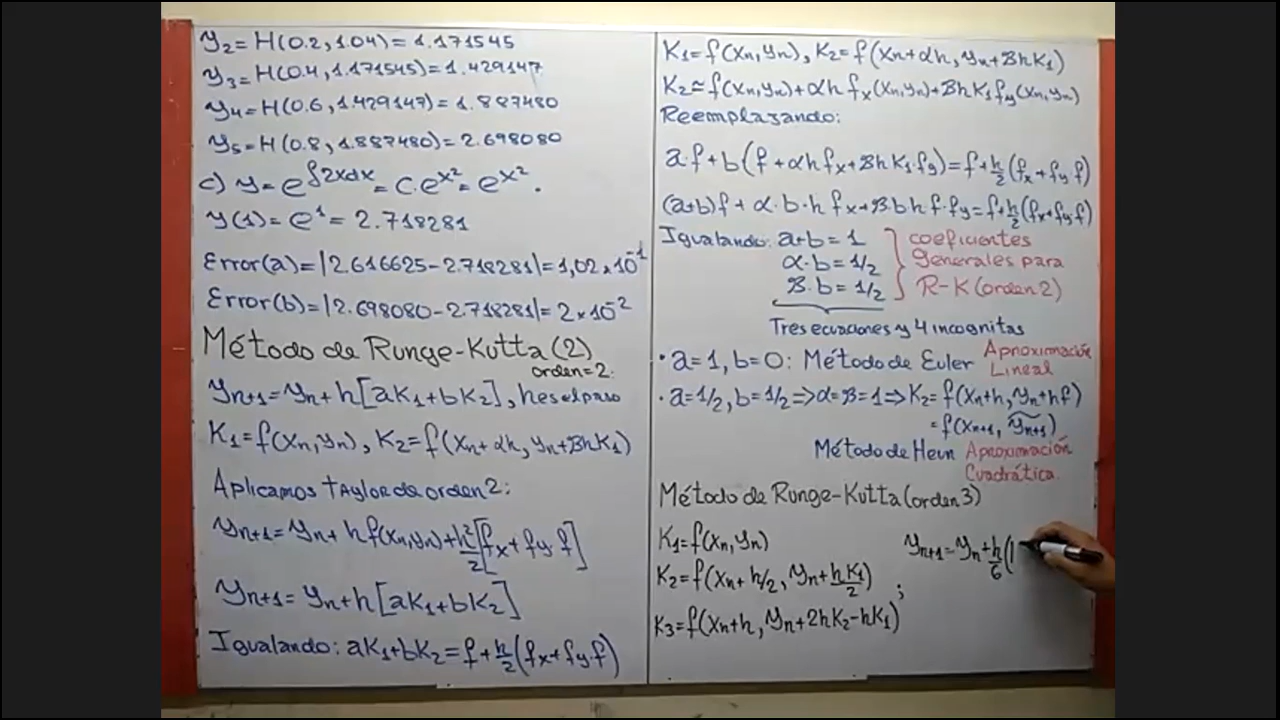 y₂ = H(0.2, 1.04) = 1.171545
y₃ = H(0.4, 1.171545) = 1.429147
y₄ = H(0.6, 1.429147) = 1.887480
y₅ = H(0.8, 1.887480) = 2.698080
c) y = e^∫2xdx = c.e^x² = e^x².
y(1) = e¹ = 2.718281
Error(a) = |2.616625 - 2.718281| = 1,02 x 10⁻¹
Error(b) = |2.698080 - 2.718281| = 2 x 10⁻²
Método de Runge-Kutta (2)
orden = 2.
yn+1 = yn + h[aK₁ + bK₂], h es el paso
K₁ = f(xn, yn), K₂ = f(xn + αh, yn + βhK₁)
Aplicamos Taylor de orden 2:
yn+1 = yn + h f(xn, yn) + h²/2 [fx + fy.f]
yn+1 = yn + h[aK₁ + bK₂]
Igualando: aK₁ + bK₂ = f + h/2 (fx + fy.f)
K₁ = f(xn, yn), K₂ = f(xn + αh, yn + βhK₁)
K₂ ≈ f(xn, yn) + αh fx(xn, yn) + βhK₁ fy(xn, yn)
Reemplazando:
a.f + b(f + αh fx + βhK₁.fy) = f + h/2 (fx + fy f)
(a+b)f + α.b.h fx + β b h f.fy = f + h/2 (fx + fy.f)
Igualando: a+b = 1
α.b = 1/2
β.b = 1/2
coeficientes
generales para
R-K (orden 2)
Tres ecuaciones y 4 incognitas
• a = 1, b = 0: Método de Euler
Aproximación
Lineal
• a = 1/2, b = 1/2 ⟹ α = β = 1 ⟹ K₂ = f(xn + h, yn + hf)
= f(xn+1, ỹn+1)
Método de Heun
Aproximación
Cuadrática.
Método de Runge-Kutta (orden 3)
K₁ = f(xn, yn)
K₂ = f(xn + h/2, yn + hK₁/2)
K₃ = f(xn + h, yn + 2hK₂ - hK₁)
;
yn+1 = yn + h/6 (